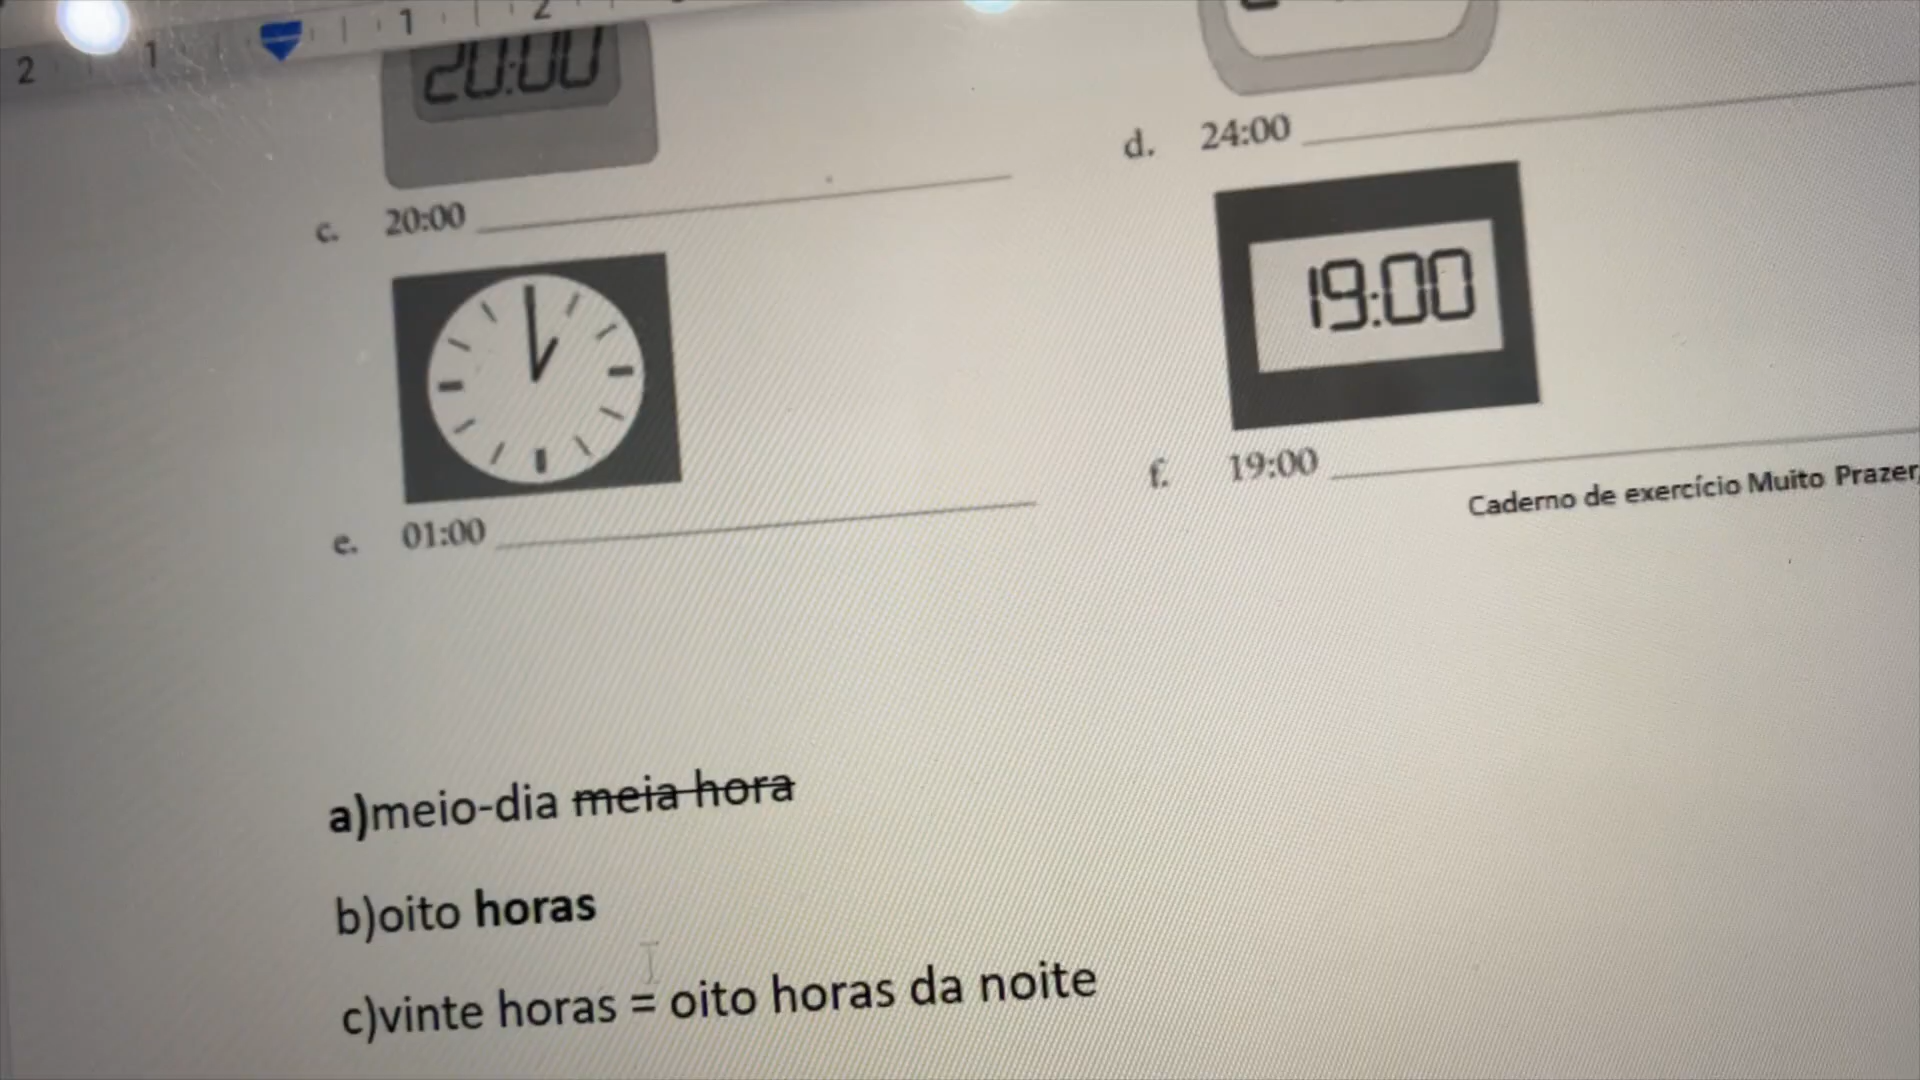 2 1 1 2
20:00
d. 24:00
c. 20:00
19:00
f. 19:00
Caderno de exercício Muito Prazer,
e. 01:00
a)meio-dia meia hora
b)oito horas
c)vinte horas = oito horas da noite